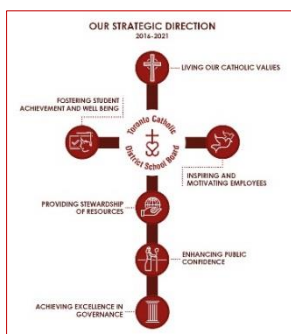 OUR STRATEGIC DIRECTION
2016-2021
LIVING OUR CATHOLIC VALUES
FOSTERING STUDENT
ACHIEVEMENT AND WELL BEING
Toronto Catholic
District School Board
INSPIRING AND
MOTIVATING EMPLOYEES
PROVIDING STEWARDSHIP
OF RESOURCES
ENHANCING PUBLIC
CONFIDENCE
ACHIEVING EXCELLENCE IN
GOVERNANCE